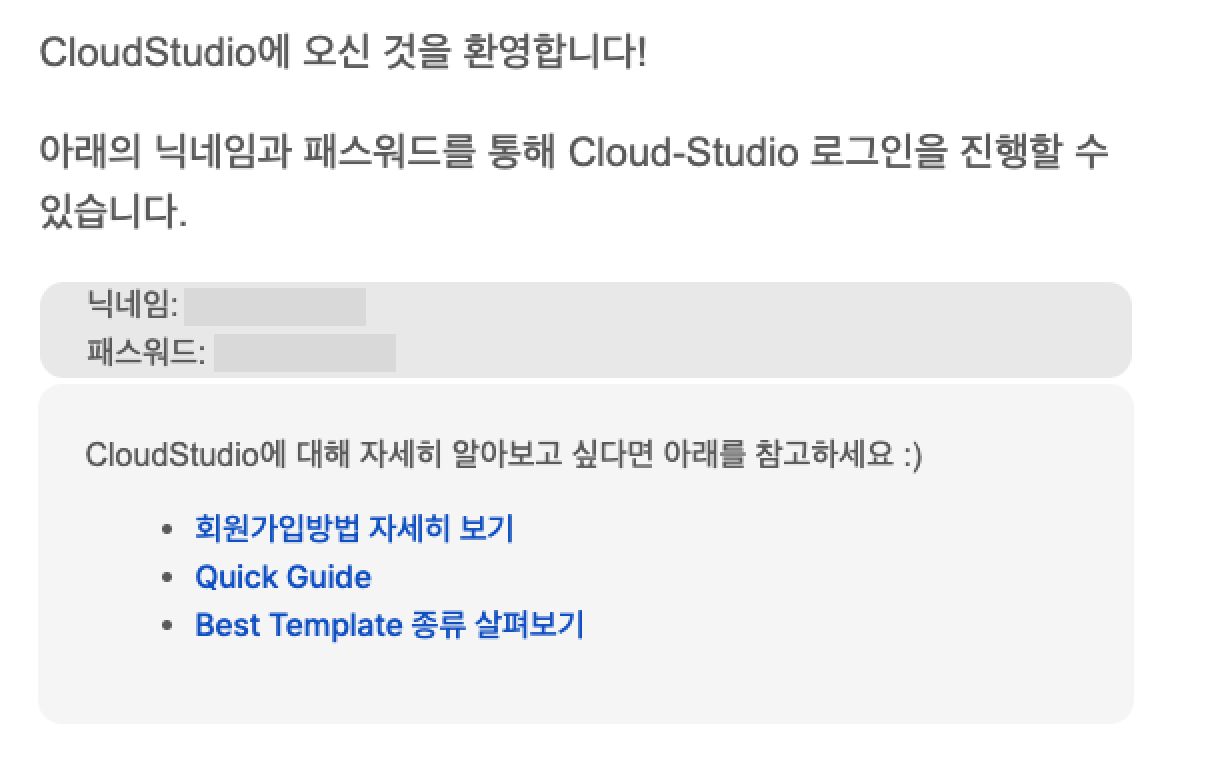 CloudStudio에 오신 것을 환영합니다!
아래의 닉네임과 패스워드를 통해 Cloud-Studio 로그인을 진행할 수
있습니다.
닉네임:
패스워드:
CloudStudio에 대해 자세히 알아보고 싶다면 아래를 참고하세요 :)
• 회원가입방법 자세히 보기
• Quick Guide
• Best Template 종류 살펴보기